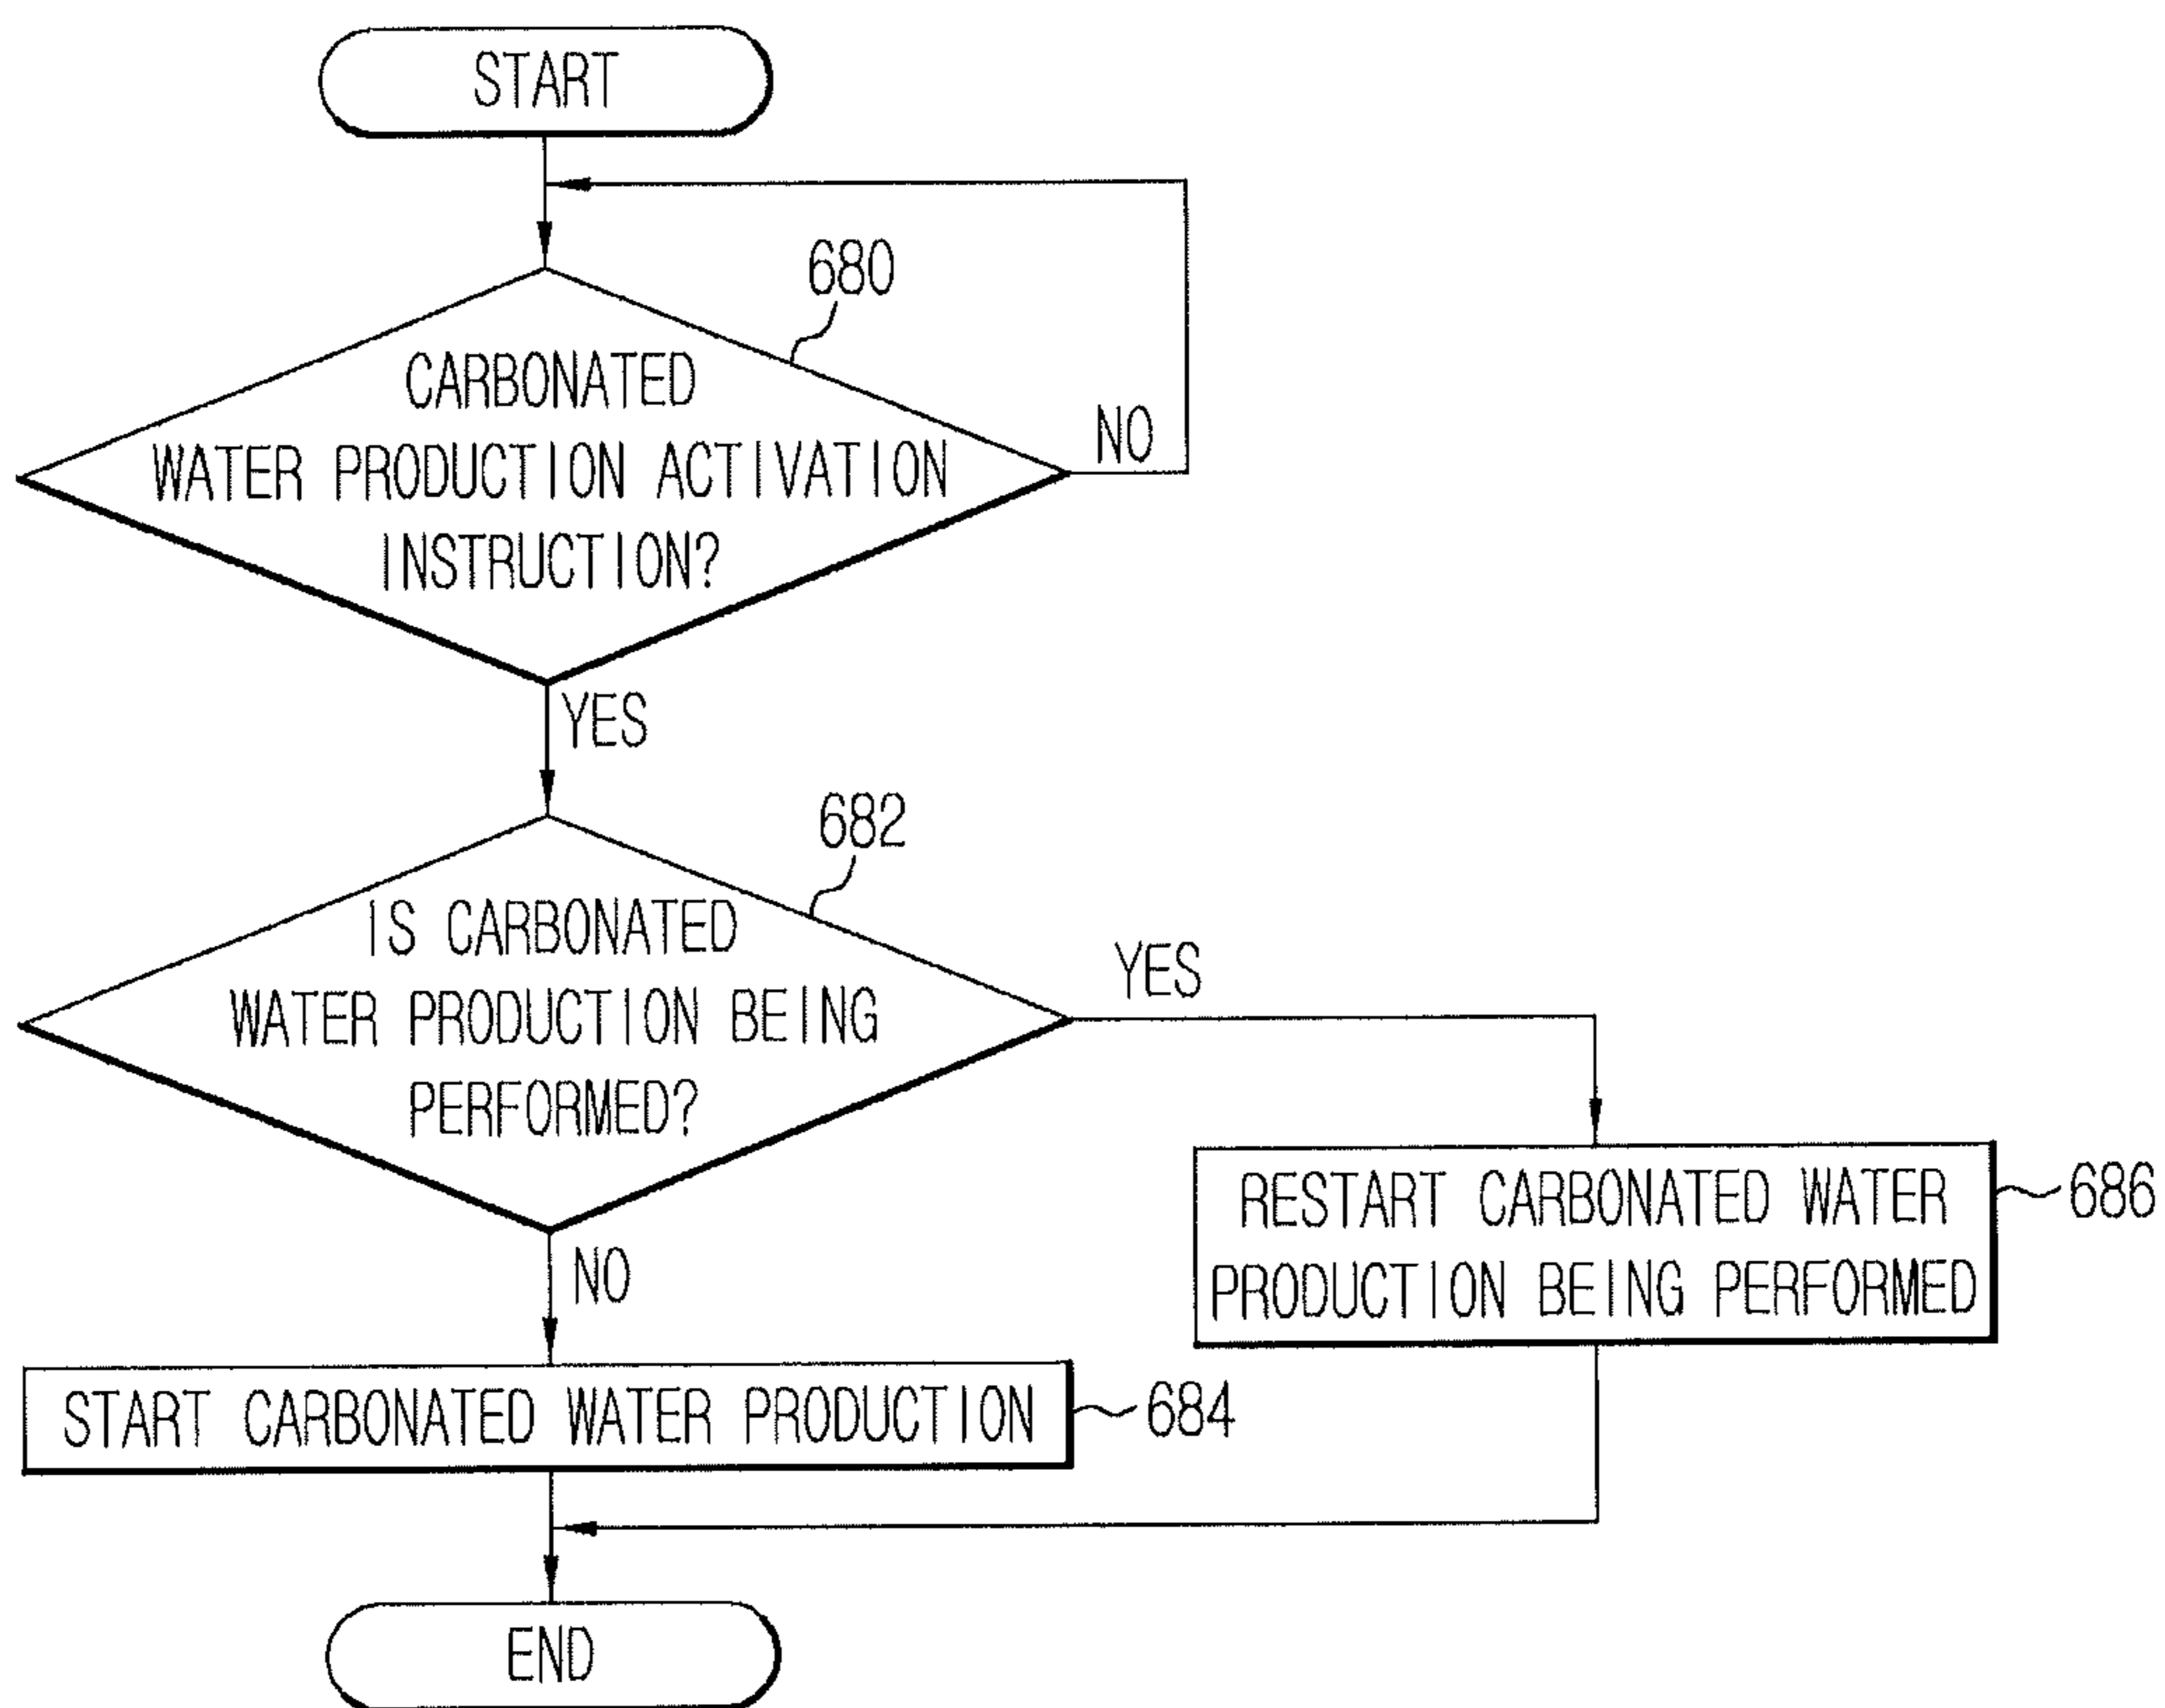 START
680
CARBONATED
WATER PRODUCTION ACTIVATION
INSTRUCTION?
NO
YES
682
IS CARBONATED
WATER PRODUCTION BEING
PERFORMED?
YES
RESTART CARBONATED WATER
PRODUCTION BEING PERFORMED
686
NO
START CARBONATED WATER PRODUCTION
684
END